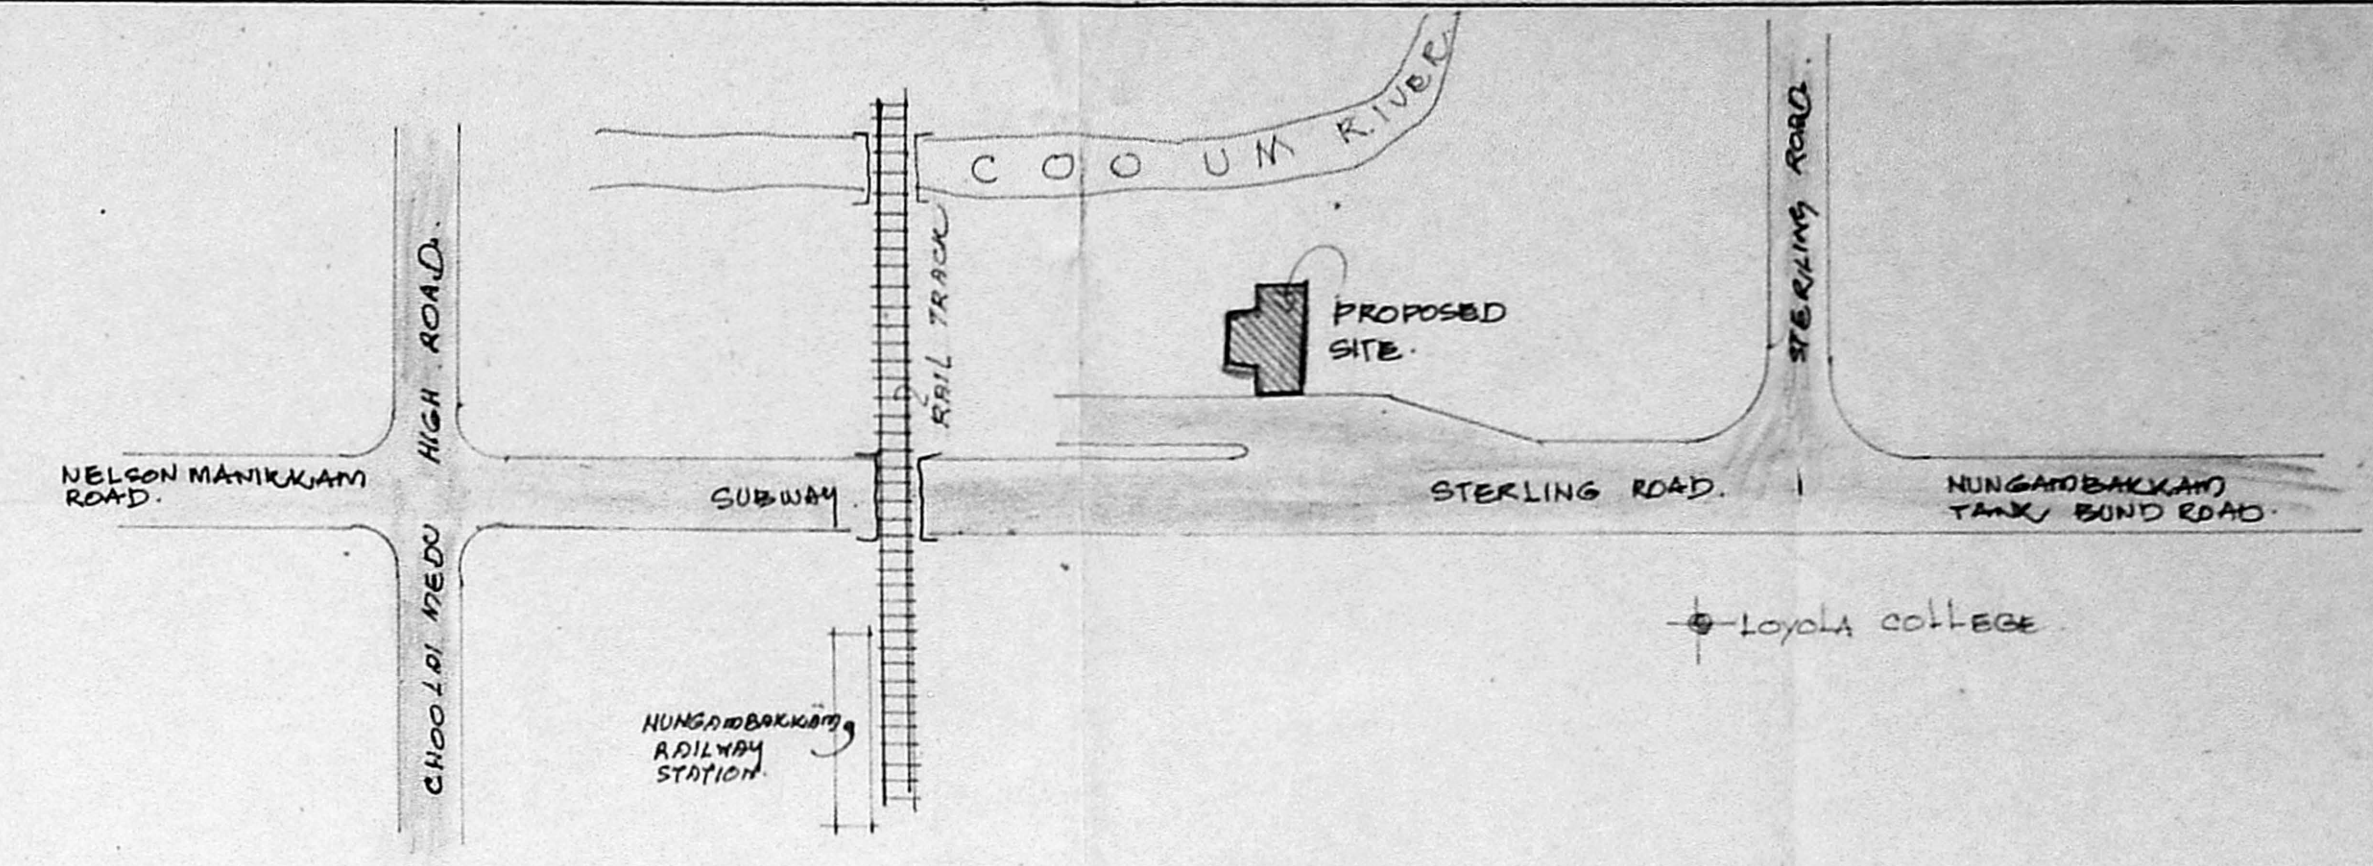 COOUM RIVER
STERLING ROAD.
CHOOLAI MEDU HIGH ROAD.
RAIL TRACK
PROPOSED
SITE.
NELSON MANIKKAM
ROAD.
SUBWAY
STERLING ROAD.
NUNGAMBAKKAM
TANK BUND ROAD.
LOYOLA COLLEGE
NUNGAMBAKKAM
RAILWAY
STATION.